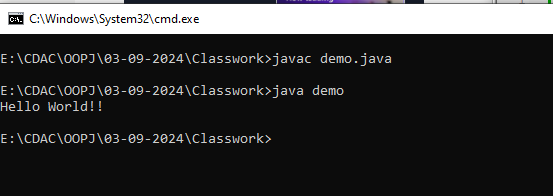 C:\Windows\System32\cmd.exe
E:\CDAC\OOPJ\03-09-2024\Classwork>javac demo.java
E:\CDAC\OOPJ\03-09-2024\Classwork>java demo
Hello World!!
E:\CDAC\OOPJ\03-09-2024\Classwork>